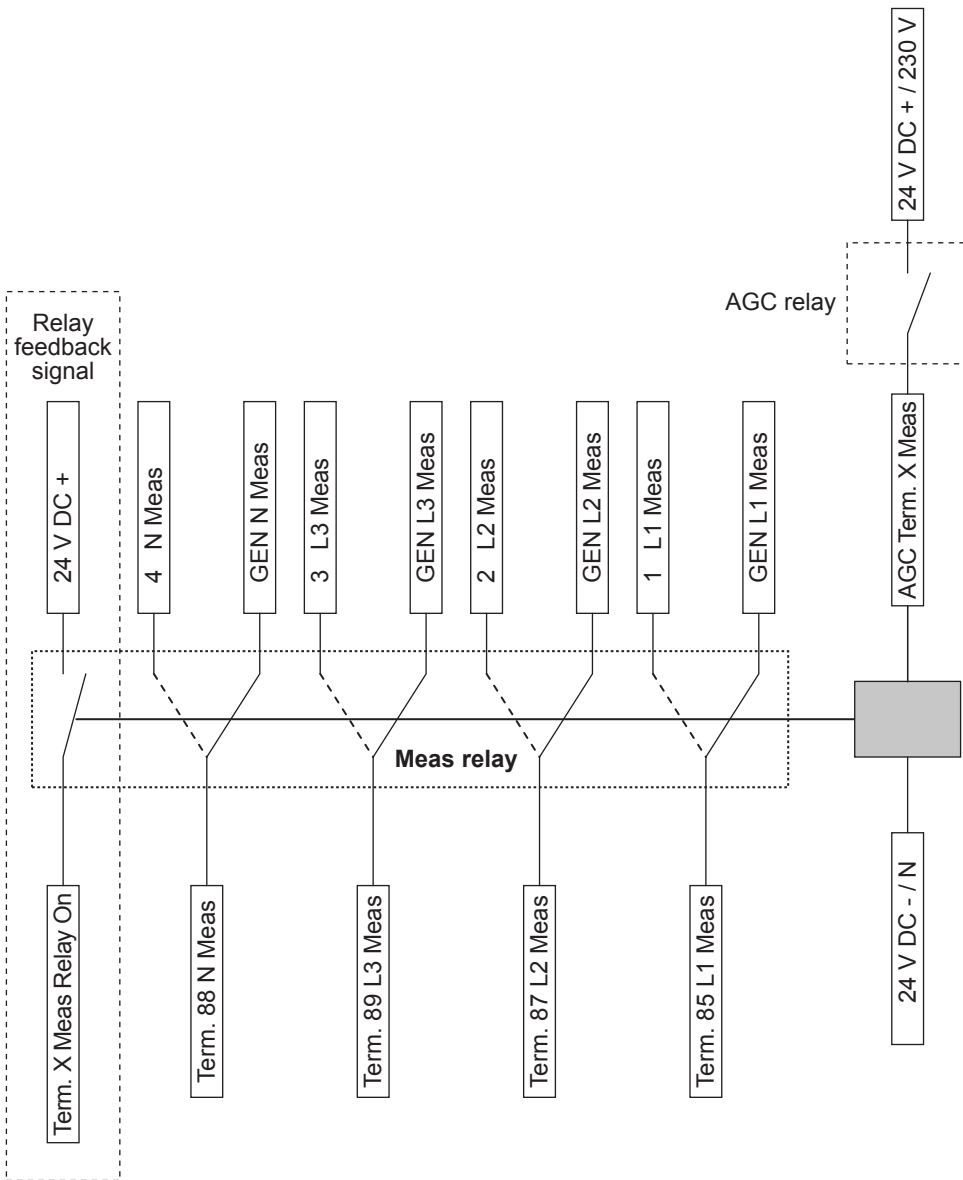 24 V DC + / 230 V
AGC relay
Relay
feedback
signal
24 V DC +
4 N Meas
GEN N Meas
3 L3 Meas
GEN L3 Meas
2 L2 Meas
GEN L2 Meas
1 L1 Meas
GEN L1 Meas
AGC Term. X Meas
Meas relay
Term. X Meas Relay On
Term. 88 N Meas
Term. 89 L3 Meas
Term. 87 L2 Meas
Term. 85 L1 Meas
24 V DC - / N